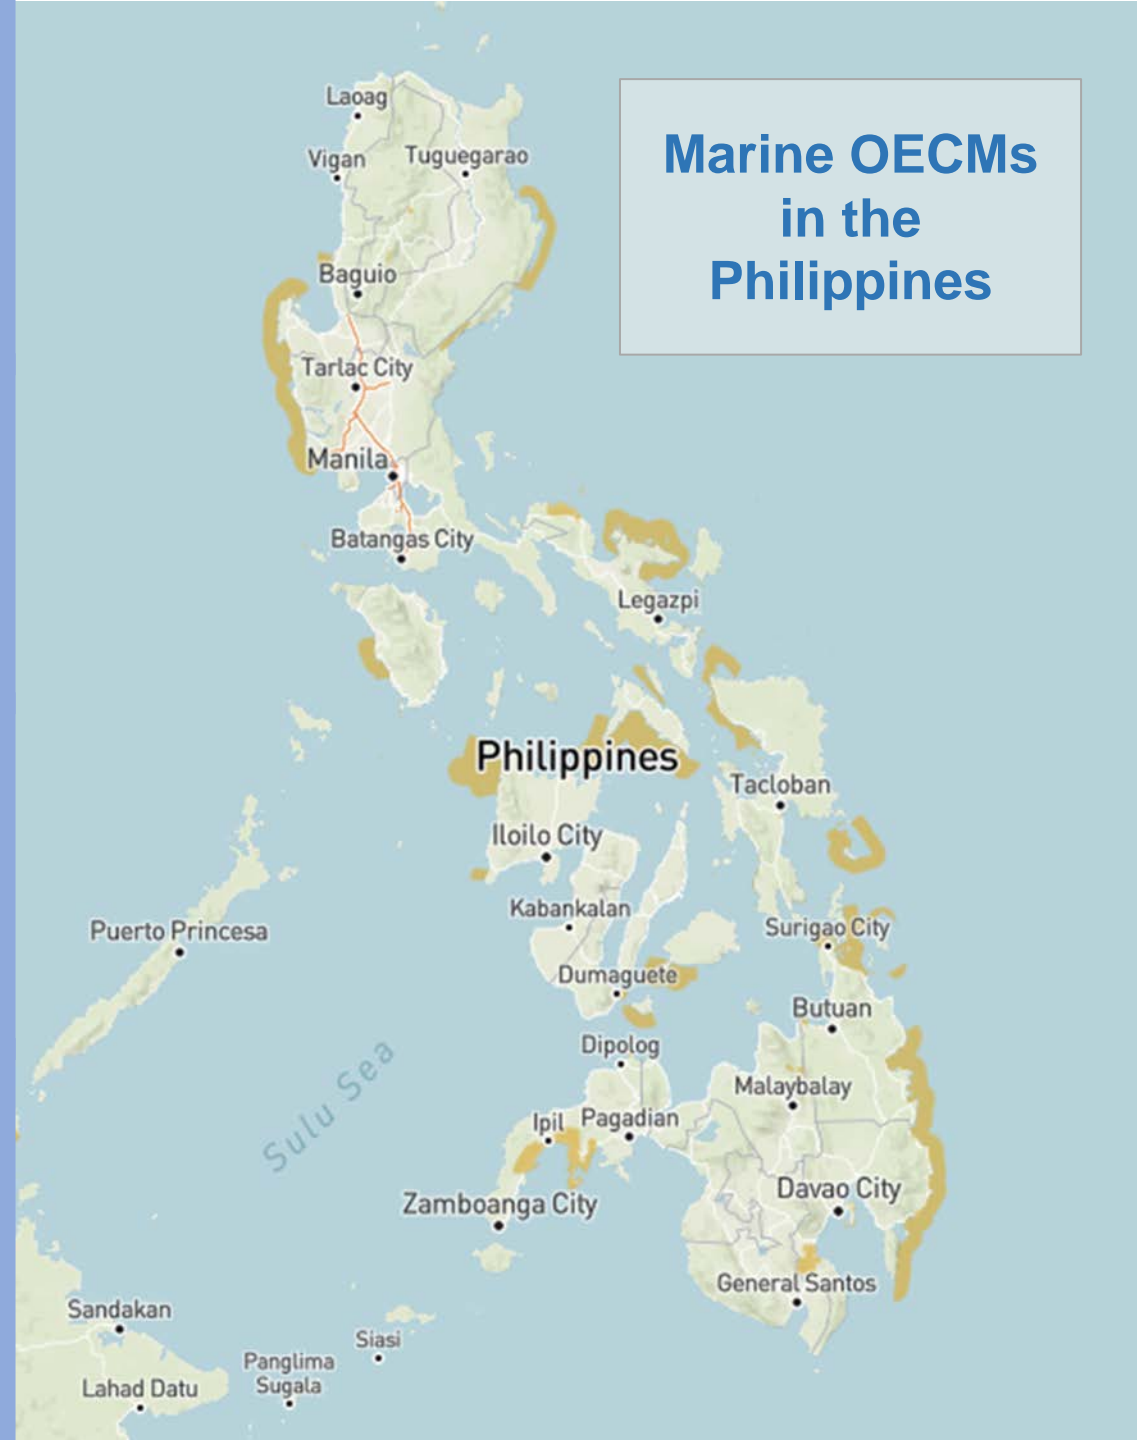 Marine OECMs
in the
Philippines
Laoag
Vigan
Tuguegarao
Baguio
Tarlac City
Manila
Batangas City
Legazpi
Philippines
Tacloban
Iloilo City
Kabankalan
Puerto Princesa
Surigao City
Dumaguete
Butuan
Dipolog
Sulu Sea
Malaybalay
Ipil
Pagadian
Davao City
Zamboanga City
General Santos
Sandakan
Siasi
Panglima
Sugala
Lahad Datu